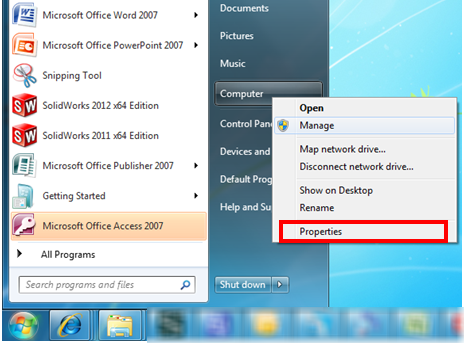 Microsoft Office Word 2007
Microsoft Office PowerPoint 2007
Snipping Tool
SolidWorks 2012 x64 Edition
SolidWorks 2011 x64 Edition
Microsoft Office Publisher 2007
Getting Started
Microsoft Office Access 2007
All Programs
Search programs and files
Documents
Pictures
Music
Computer
Control Pan
Devices and
Default Prog
Help and Su
Shut down
Open
Manage
Map network drive...
Disconnect network drive...
Show on Desktop
Rename
Properties